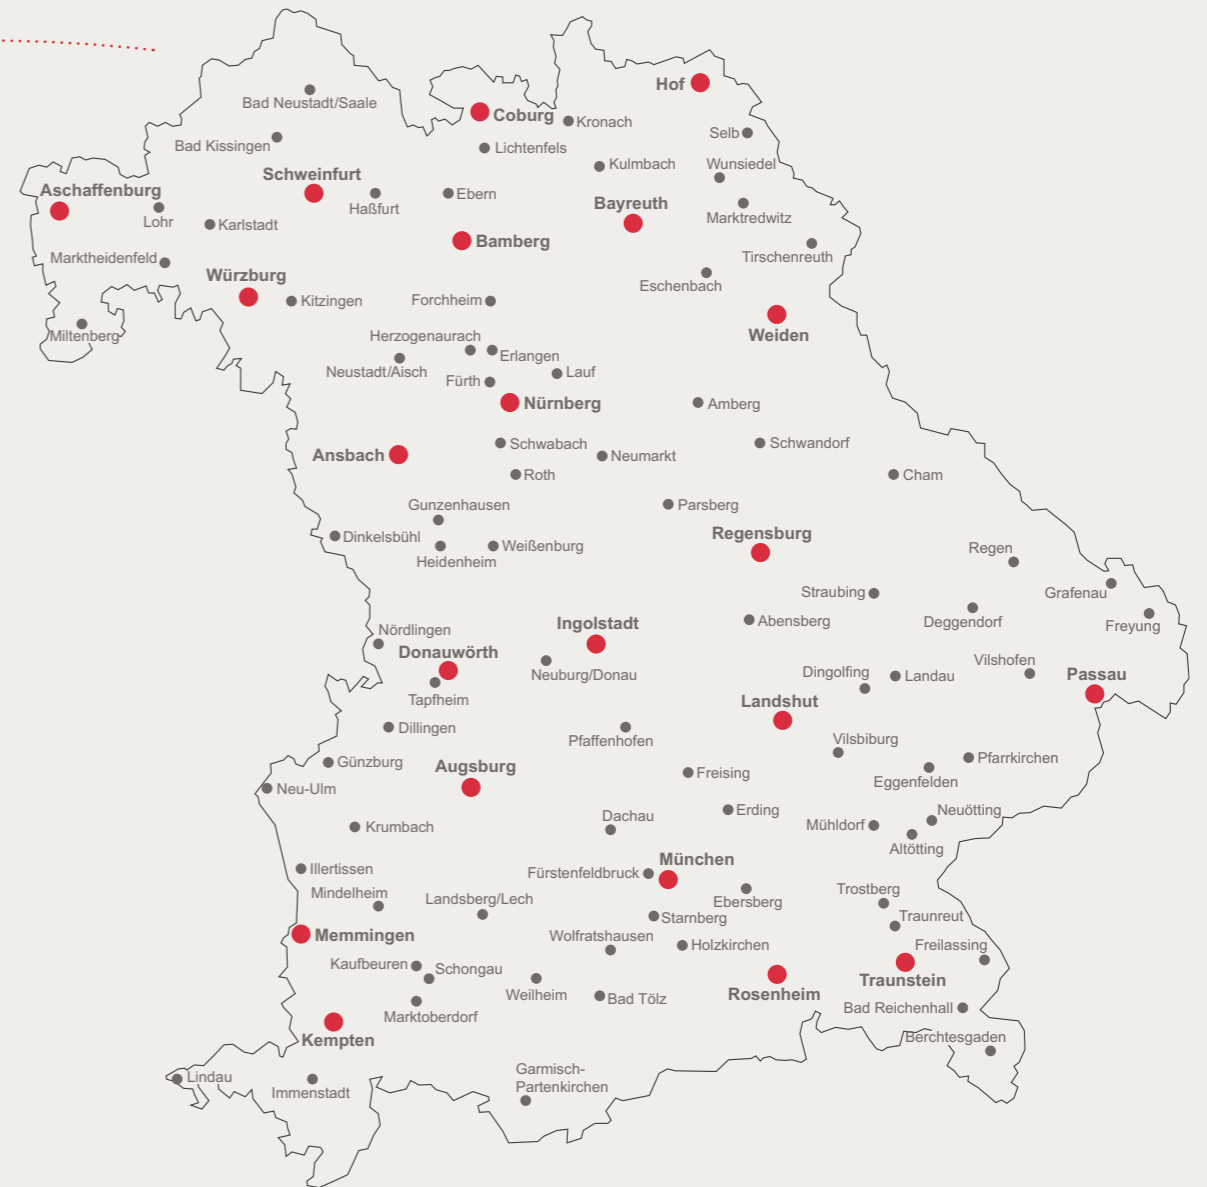 Hof
Bad Neustadt/Saale
Coburg
Kronach
Selb
Bad Kissingen
Lichtenfels
Kulmbach
Wunsiedel
Schweinfurt
Aschaffenburg
Ebern
Bayreuth
Haßfurt
Lohr
Karlstadt
Marktredwitz
Bamberg
Marktheidenfeld
Tirschenreuth
Würzburg
Eschenbach
Kitzingen
Forchheim
Miltenberg
Herzogenaurach
Weiden
Erlangen
Neustadt/Aisch
Fürth
Lauf
Nürnberg
Amberg
Schwabach
Schwandorf
Ansbach
Neumarkt
Roth
Cham
Gunzenhausen
Parsberg
Dinkelsbühl
Regensburg
Weißenburg
Regen
Heidenheim
Straubing
Grafenau
Abensberg
Deggendorf
Freyung
Ingolstadt
Nördlingen
Donauwörth
Vilshofen
Neuburg/Donau
Dingolfing
Landau
Passau
Tapfheim
Landshut
Dillingen
Pfaffenhofen
Vilsbiburg
Günzburg
Augsburg
Pfarrkirchen
Freising
Eggenfelden
Neu-Ulm
Erding
Neuötting
Dachau
Krumbach
Mühldorf
Altötting
München
Illertissen
Fürstenfeldbruck
Mindelheim
Landsberg/Lech
Ebersberg
Trostberg
Starnberg
Traunreut
Memmingen
Wolfratshausen
Holzkirchen
Freilassing
Kaufbeuren
Schongau
Traunstein
Weilheim
Bad Tölz
Rosenheim
Bad Reichenhall
Marktoberdorf
Kempten
Berchtesgaden
Garmisch-
Partenkirchen
Lindau
Immenstadt